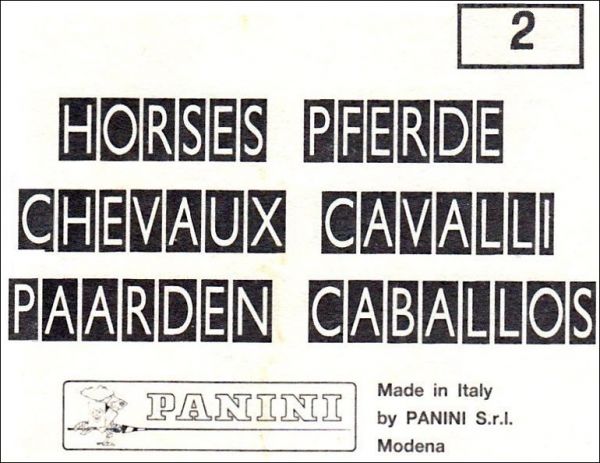 2
HORSES PFERDE
CHEVAUX CAVALLI
PAARDEN CABALLOS
PANINI
Made in Italy
by PANINI S.r.l.
Modena